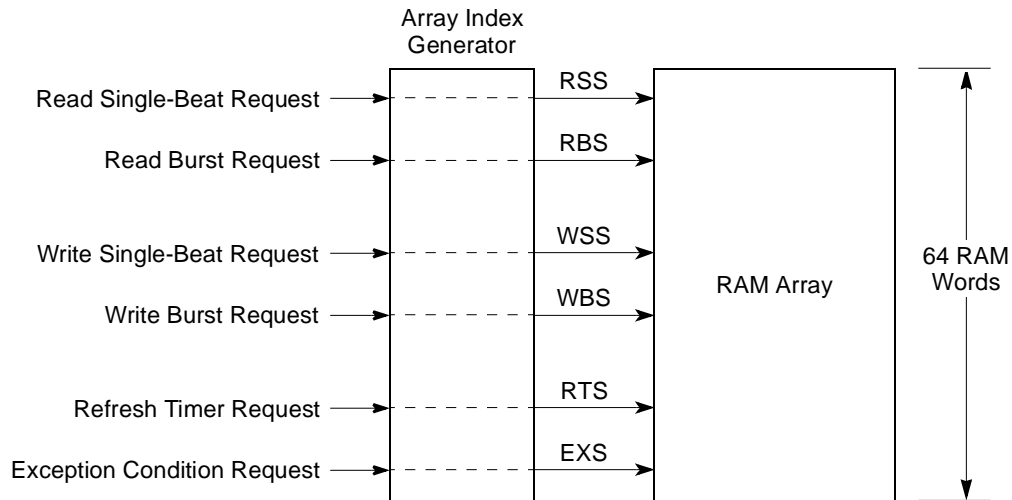 Array Index
Generator
Read Single-Beat Request
RSS
Read Burst Request
RBS
Write Single-Beat Request
WSS
64 RAM
Words
RAM Array
Write Burst Request
WBS
Refresh Timer Request
RTS
Exception Condition Request
EXS